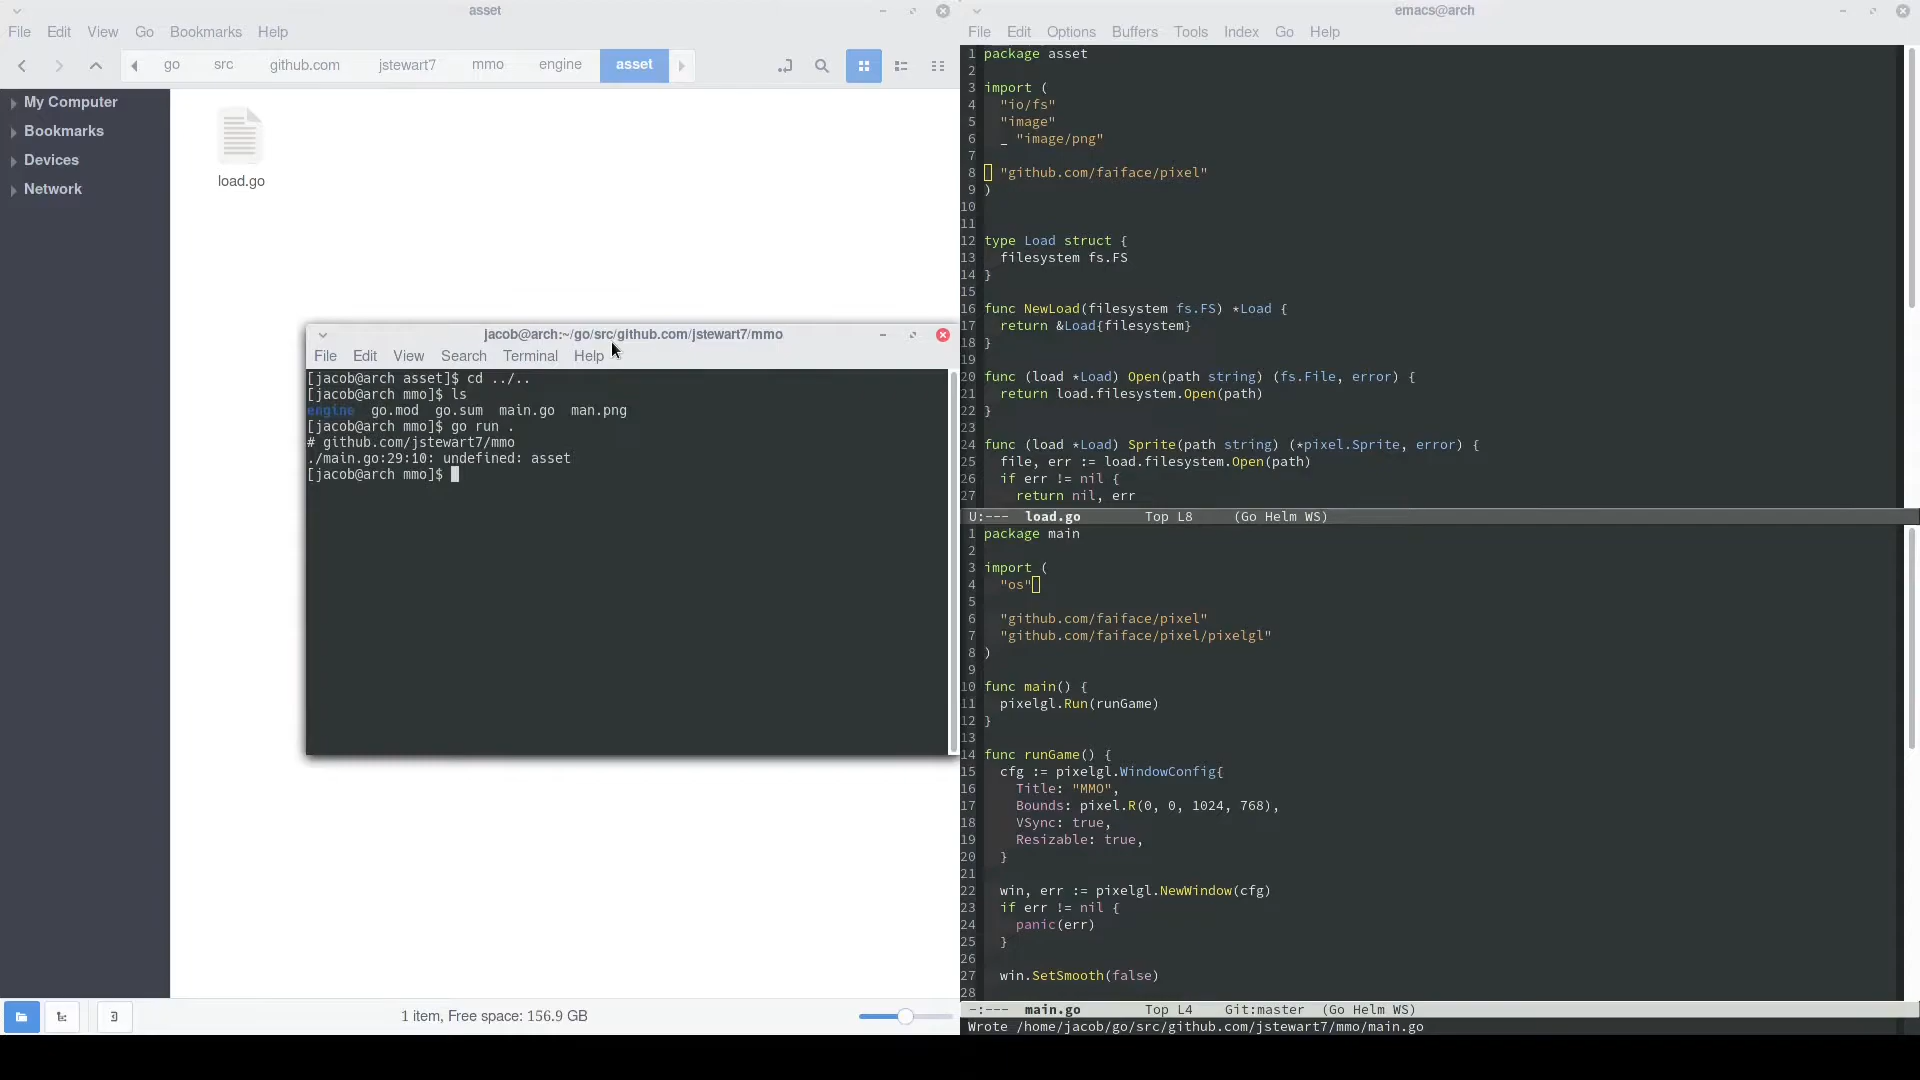 asset
File Edit View Go Bookmarks Help
go src github.com jstewart7 mmo engine asset
My Computer
Bookmarks
Devices
Network
load.go
jacob@arch:~/go/src/github.com/jstewart7/mmo
File Edit View Search Terminal Help
[jacob@arch asset]$ cd ../..
[jacob@arch mmo]$ ls
engine go.mod go.sum main.go man.png
[jacob@arch mmo]$ go run .
# github.com/jstewart7/mmo
./main.go:29:10: undefined: asset
[jacob@arch mmo]$
1 item, Free space: 156.9 GB
emacs@arch
File Edit Options Buffers Tools Index Go Help
1 package asset
2
3 import (
4   "io/fs"
5   "image"
6   _ "image/png"
7
8   "github.com/faiface/pixel"
9 )
10
11
12 type Load struct {
13   filesystem fs.FS
14 }
15
16 func NewLoad(filesystem fs.FS) *Load {
17   return &Load{filesystem}
18 }
19
20 func (load *Load) Open(path string) (fs.File, error) {
21   return load.filesystem.Open(path)
22 }
23
24 func (load *Load) Sprite(path string) (*pixel.Sprite, error) {
25   file, err := load.filesystem.Open(path)
26   if err != nil {
27     return nil, err
U:--- load.go Top L8 (Go Helm WS)
1 package main
2
3 import (
4   "os"
5
6   "github.com/faiface/pixel"
7   "github.com/faiface/pixel/pixelgl"
8 )
9
10 func main() {
11   pixelgl.Run(runGame)
12 }
13
14 func runGame() {
15   cfg := pixelgl.WindowConfig{
16     Title: "MMO",
17     Bounds: pixel.R(0, 0, 1024, 768),
18     VSync: true,
19     Resizable: true,
20   }
21
22   win, err := pixelgl.NewWindow(cfg)
23   if err != nil {
24     panic(err)
25   }
26
27   win.SetSmooth(false)
28
-:--- main.go Top L4 Git:master (Go Helm WS)
Wrote /home/jacob/go/src/github.com/jstewart7/mmo/main.go